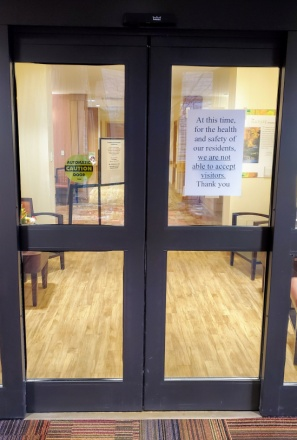 At this time,
for the health
and safety of
our residents,
we are not
able to accept
visitors.
Thank you
AUTOMATIC
CAUTION
DOOR